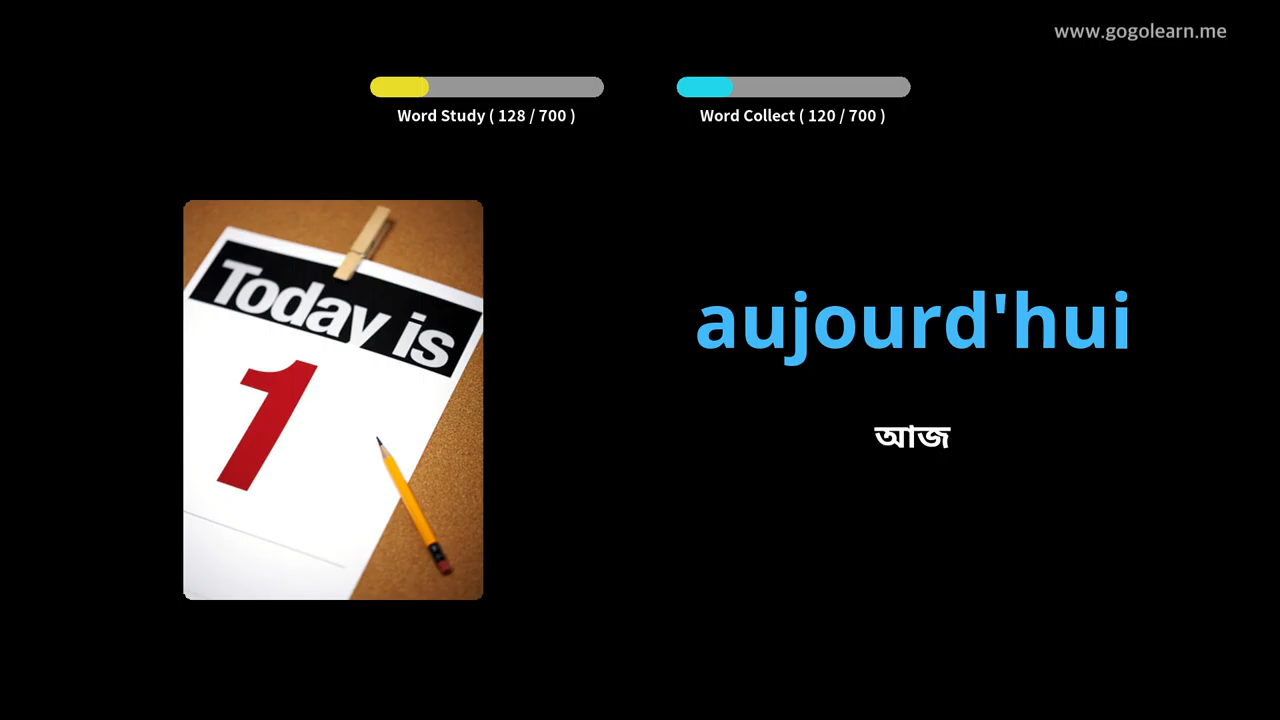 www.gogolearn.me
Word Study ( 128 / 700 )
Word Collect ( 120 / 700 )
Today is
1
aujourd'hui
আজ